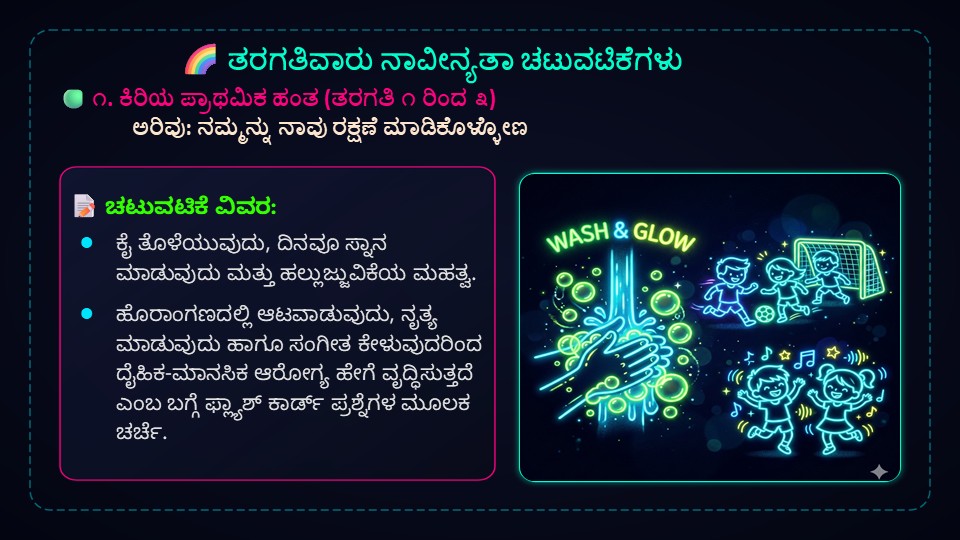 🌈 ತರಗತಿವಾರು ನಾವೀನ್ಯತಾ ಚಟುವಟಿಕೆಗಳು
೧. ಕಿರಿಯ ಪ್ರಾಥಮಿಕ ಹಂತ (ತರಗತಿ ೧ ರಿಂದ ೩)
ಅರಿವು: ನಮ್ಮನ್ನು ನಾವು ರಕ್ಷಣೆ ಮಾಡಿಕೊಳ್ಳೋಣ
📝 ಚಟುವಟಿಕೆ ವಿವರ:
● ಕೈ ತೊಳೆಯುವುದು, ದಿನವೂ ಸ್ನಾನ
ಮಾಡುವುದು ಮತ್ತು ಹಲ್ಲುಜ್ಜುವಿಕೆಯ ಮಹತ್ವ.
● ಹೊರಾಂಗಣದಲ್ಲಿ ಆಟವಾಡುವುದು, ನೃತ್ಯ
ಮಾಡುವುದು ಹಾಗೂ ಸಂಗೀತ ಕೇಳುವುದರಿಂದ
ದೈಹಿಕ-ಮಾನಸಿಕ ಆರೋಗ್ಯ ಹೇಗೆ ವೃದ್ಧಿಸುತ್ತದೆ
ಎಂಬ ಬಗ್ಗೆ ಫ್ಲ್ಯಾಶ್ ಕಾರ್ಡ್ ಪ್ರಶ್ನೆಗಳ ಮೂಲಕ
ಚರ್ಚೆ.
WASH & GLOW